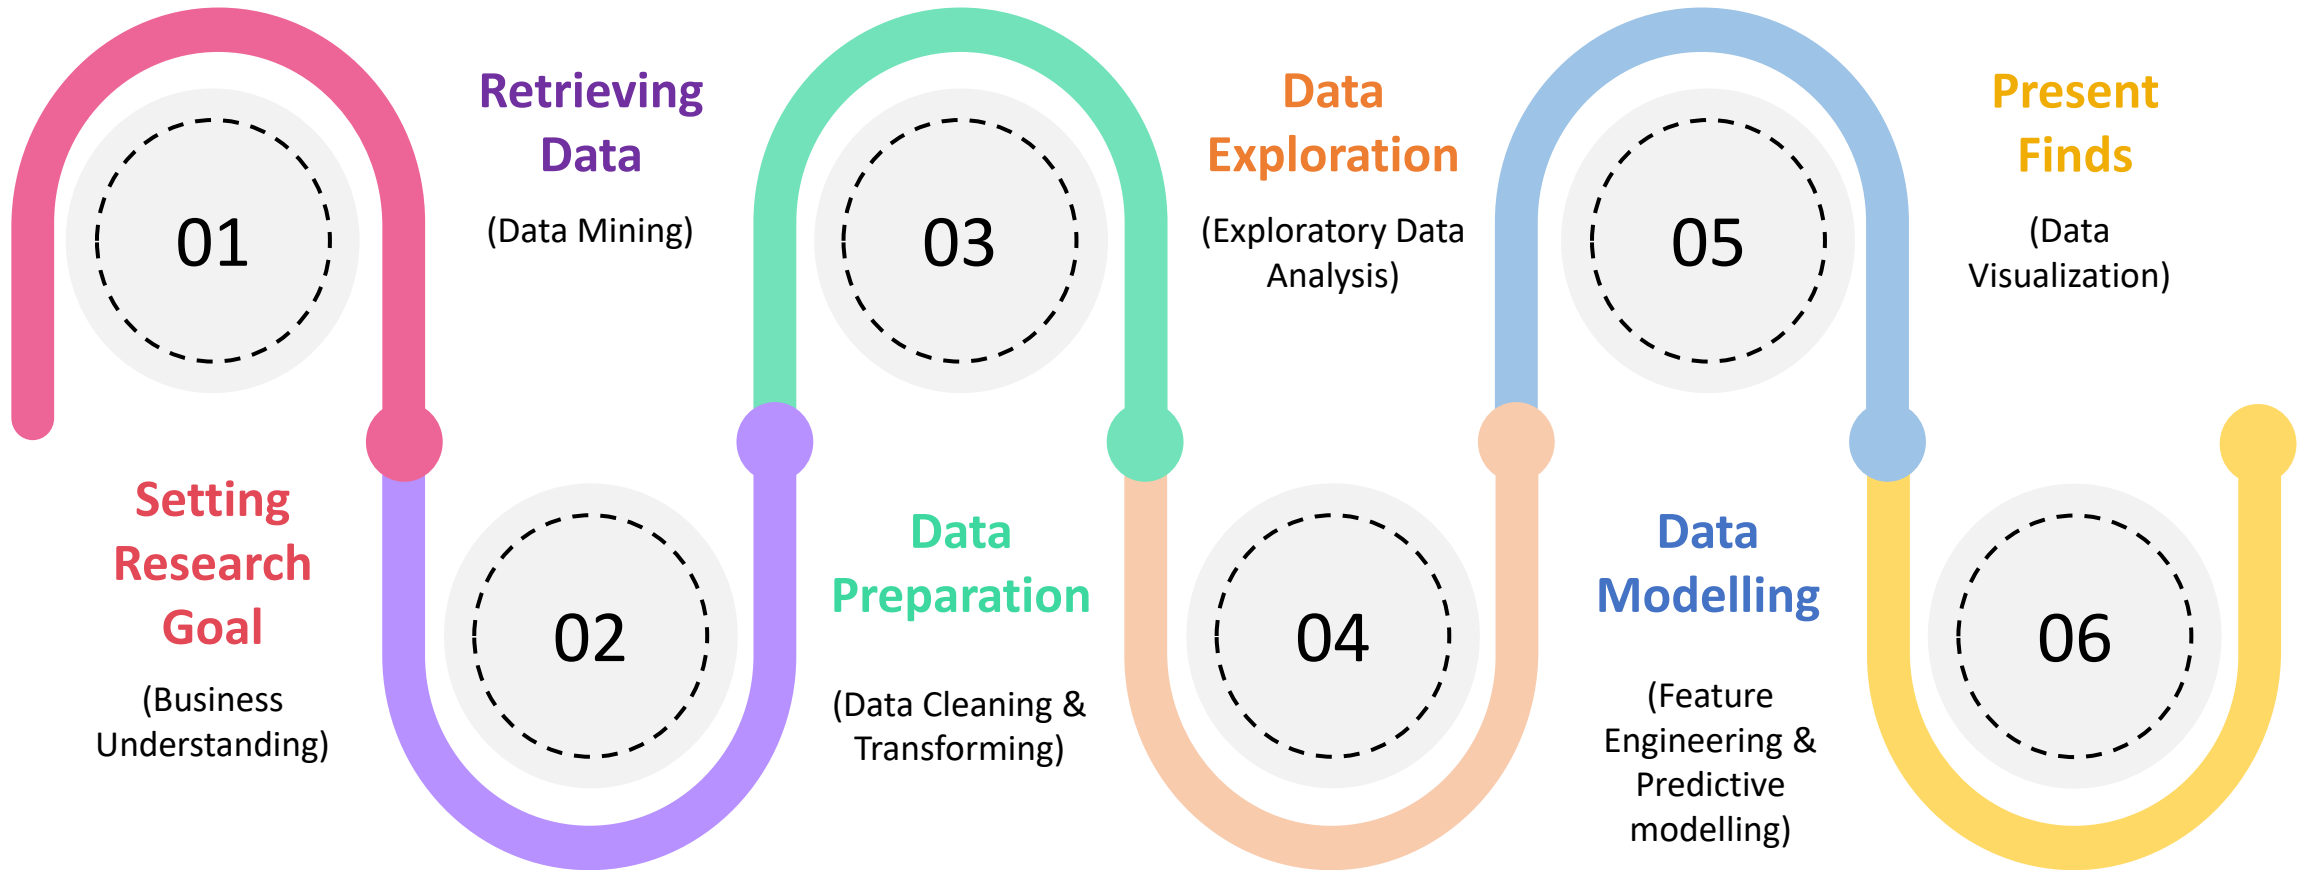 01
Setting
Research
Goal
(Business
Understanding)
Retrieving
Data
(Data Mining)
02
03
Data
Preparation
(Data Cleaning &
Transforming)
Data
Exploration
(Exploratory Data
Analysis)
04
05
Data
Modelling
(Feature
Engineering &
Predictive
modelling)
Present
Finds
(Data
Visualization)
06